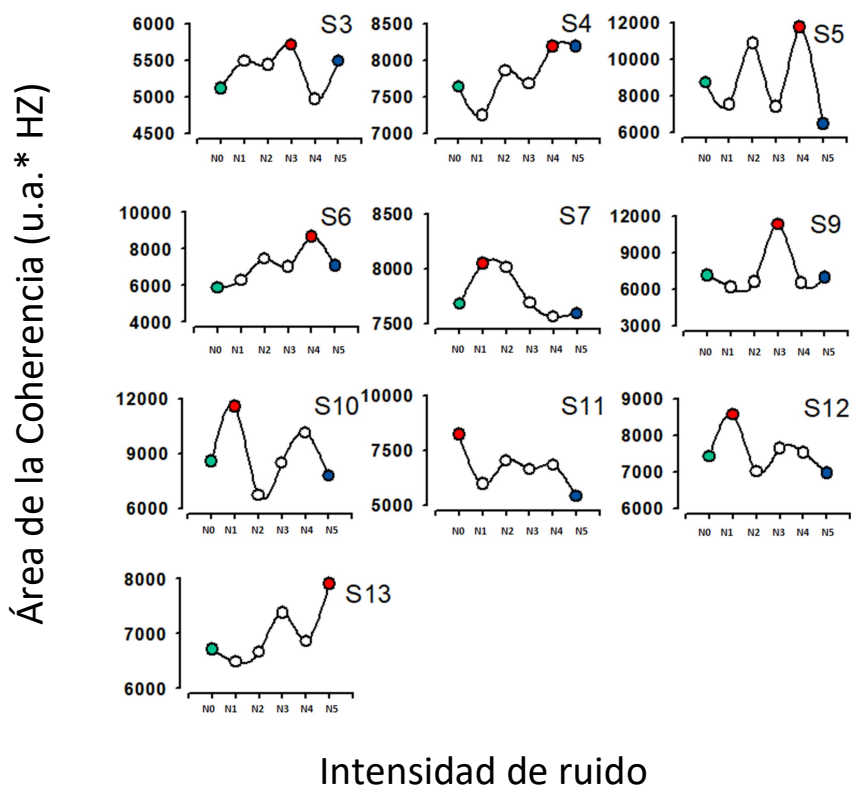 Área de la Coherencia (u.a.* HZ)
S3
6000
5500
5000
4500
N0 N1 N2 N3 N4 N5
S4
8500
8000
7500
7000
N0 N1 N2 N3 N4 N5
S5
12000
10000
8000
6000
N0 N1 N2 N3 N4 N5
S6
10000
8000
6000
4000
N0 N1 N2 N3 N4 N5
S7
8500
8000
7500
N0 N1 N2 N3 N4 N5
S9
12000
9000
6000
3000
N0 N1 N2 N3 N4 N5
S10
12000
9000
6000
N0 N1 N2 N3 N4 N5
S11
10000
7500
5000
N0 N1 N2 N3 N4 N5
S12
9000
8000
7000
6000
N0 N1 N2 N3 N4 N5
S13
8000
7000
6000
N0 N1 N2 N3 N4 N5
Intensidad de ruido